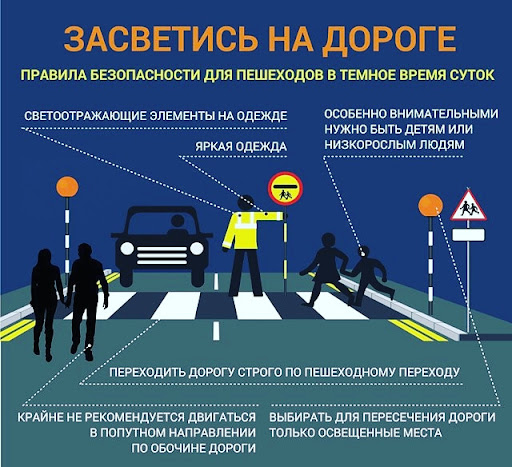 ЗАСВЕТИСЬ НА ДОРОГЕ
ПРАВИЛА БЕЗОПАСНОСТИ ДЛЯ ПЕШЕХОДОВ В ТЕМНОЕ ВРЕМЯ СУТОК
СВЕТООТРАЖАЮЩИЕ ЭЛЕМЕНТЫ НА ОДЕЖДЕ
ЯРКАЯ ОДЕЖДА
ОСОБЕННО ВНИМАТЕЛЬНЫМИ
НУЖНО БЫТЬ ДЕТЯМ ИЛИ
НИЗКОРОСЛЫМ ЛЮДЯМ
ПЕРЕХОДИТЬ ДОРОГУ СТРОГО ПО ПЕШЕХОДНОМУ ПЕРЕХОДУ
КРАЙНЕ НЕ РЕКОМЕНДУЕТСЯ ДВИГАТЬСЯ
В ПОПУТНОМ НАПРАВЛЕНИИ
ПО ОБОЧИНЕ ДОРОГИ
ВЫБИРАТЬ ДЛЯ ПЕРЕСЕЧЕНИЯ ДОРОГИ
ТОЛЬКО ОСВЕЩЕННЫЕ МЕСТА